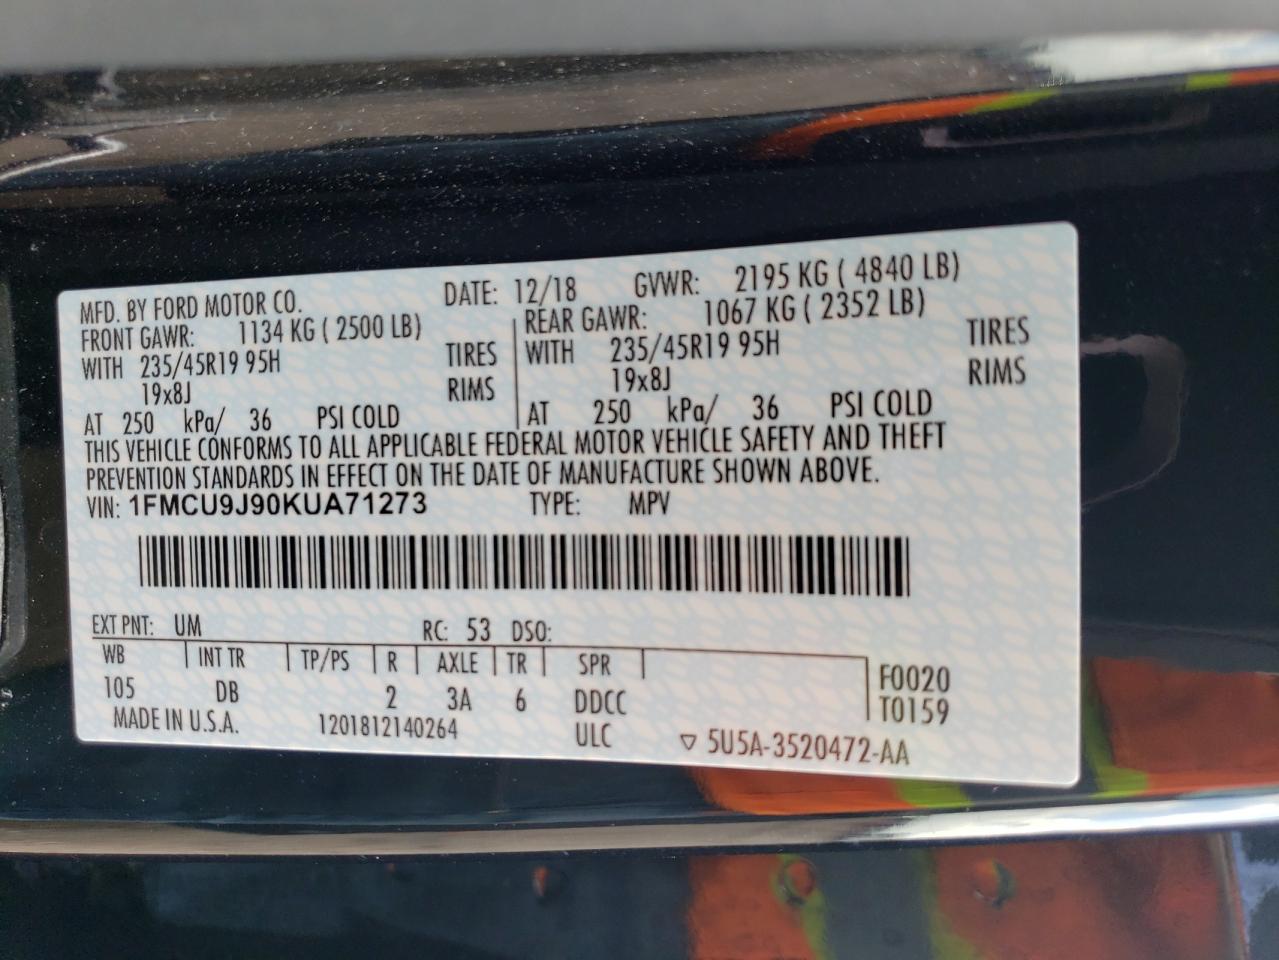 MFD. BY FORD MOTOR CO. DATE: 12/18 GVWR: 2195 KG ( 4840 LB)
FRONT GAWR: 1134 KG ( 2500 LB) REAR GAWR: 1067 KG ( 2352 LB)
WITH 235/45R19 95H TIRES WITH 235/45R19 95H TIRES
19x8J RIMS 19x8J RIMS
AT 250 kPa/ 36 PSI COLD AT 250 kPa/ 36 PSI COLD
THIS VEHICLE CONFORMS TO ALL APPLICABLE FEDERAL MOTOR VEHICLE SAFETY AND THEFT
PREVENTION STANDARDS IN EFFECT ON THE DATE OF MANUFACTURE SHOWN ABOVE.
VIN: 1FMCU9J90KUA71273 TYPE: MPV
EXT PNT: UM RC: 53 DSO:
WB INT TR TP/PS R AXLE TR SPR F0020
105 DB 2 3A 6 DDCC T0159
MADE IN U.S.A. 1201812140264 ULC ▽ 5U5A-3520472-AA